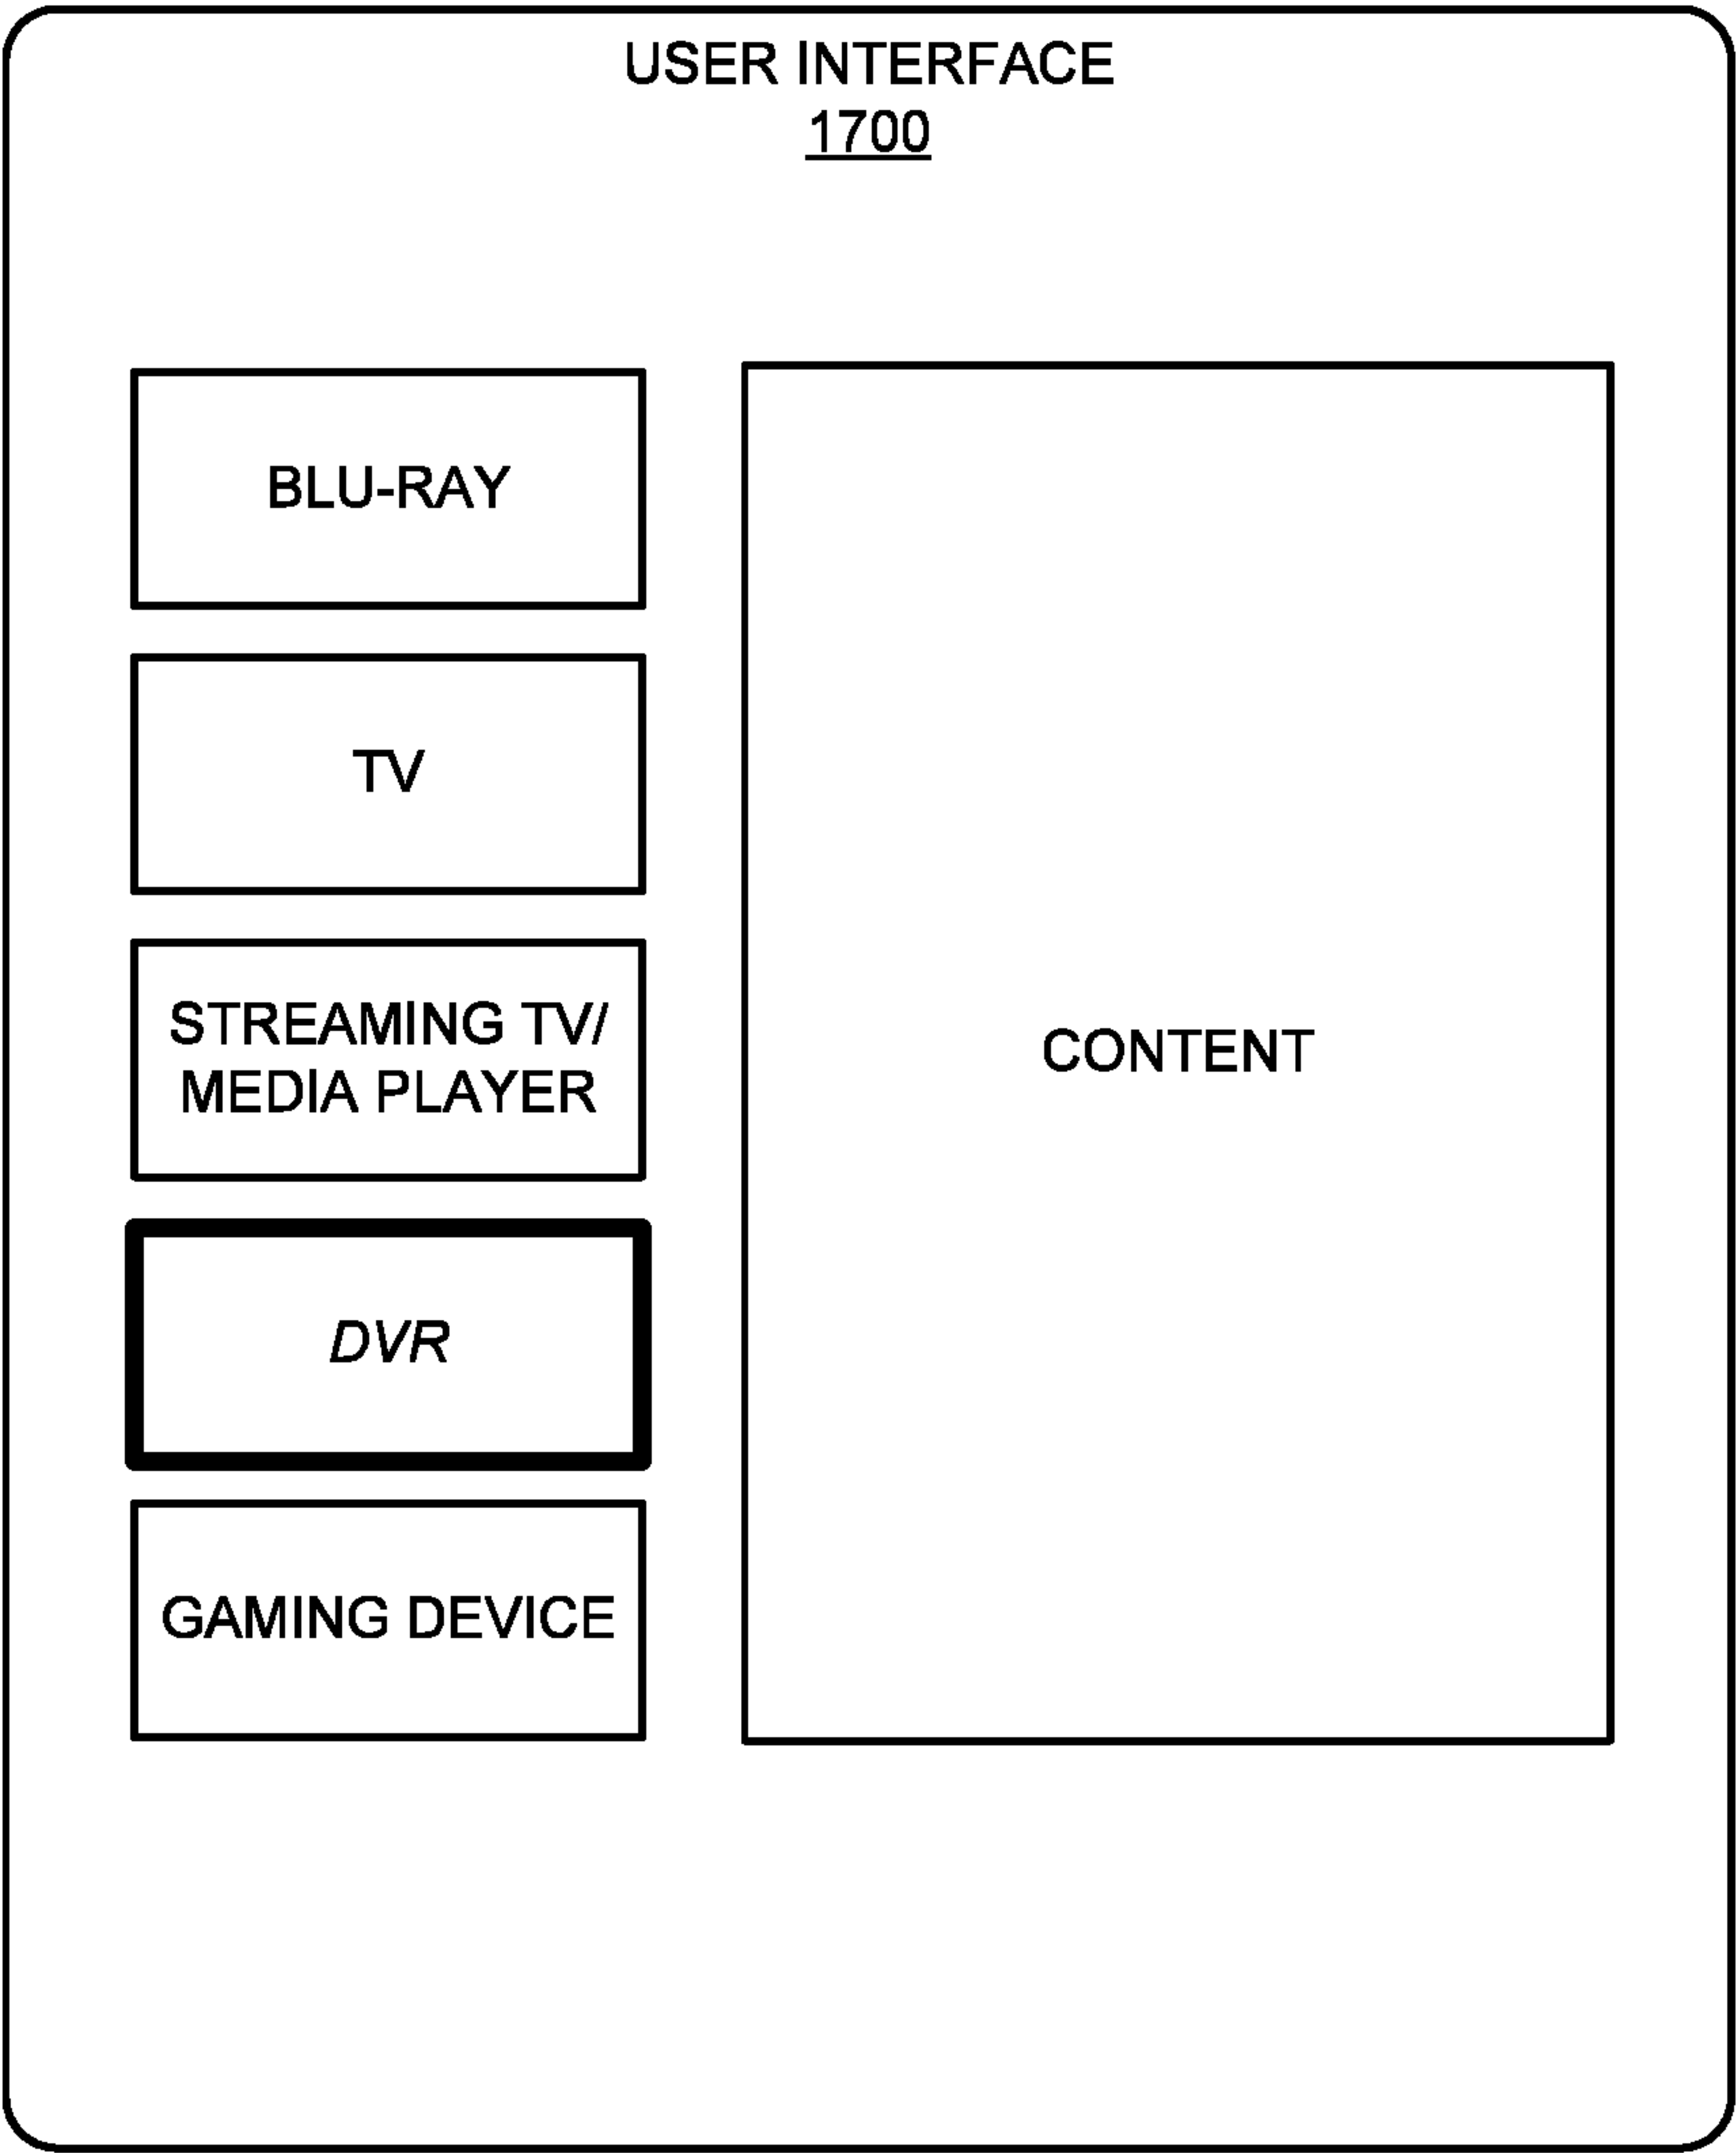 USER INTERFACE
1700
BLU-RAY
TV
STREAMING TV/
MEDIA PLAYER
DVR
GAMING DEVICE
CONTENT